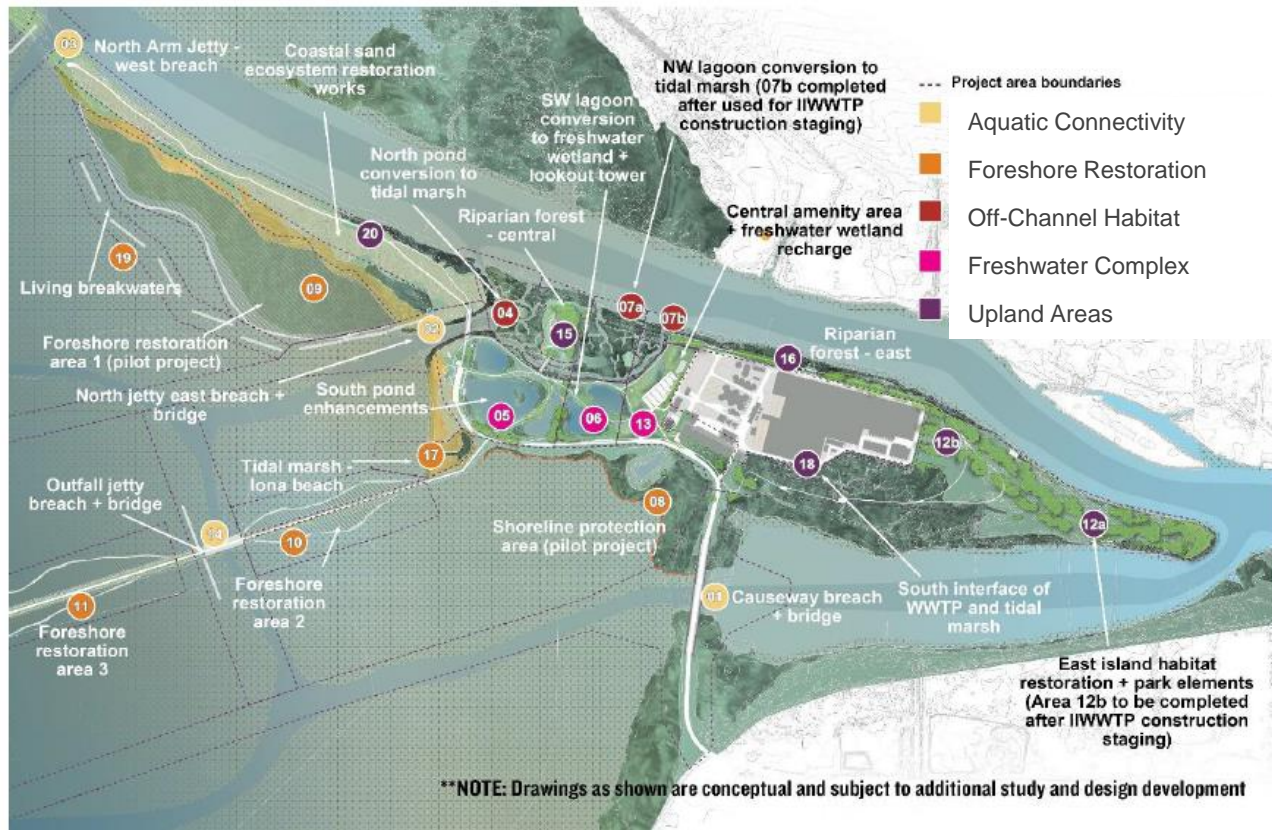 03
North Arm Jetty -
west breach
Coastal sand
ecosystem restoration
works
SW lagoon
conversion
to freshwater
wetland +
lookout tower
NW lagoon conversion to
tidal marsh (07b completed
after used for IIWWTP
construction staging)
North pond
conversion to
tidal marsh
Riparian forest
- central
Central amenity area
+ freshwater wetland
recharge
---- Project area boundaries
Aquatic Connectivity
Foreshore Restoration
Off-Channel Habitat
Freshwater Complex
Upland Areas
20
19
Living breakwaters
09
02
04
15
07a
07b
Riparian
forest - east
16
Foreshore restoration
area 1 (pilot project)
North jetty east breach +
bridge
South pond
enhancements
05
06
13
12b
17
18
Tidal marsh -
Iona beach
Outfall jetty
breach + bridge
14
10
08
Shoreline protection
area (pilot project)
12a
Foreshore
restoration
area 2
11
Foreshore
restoration
area 3
01
Causeway breach
+ bridge
South interface of
WWTP and tidal
marsh
East island habitat
restoration + park elements
(Area 12b to be completed
after IIWWTP construction
staging)
**NOTE: Drawings as shown are conceptual and subject to additional study and design development